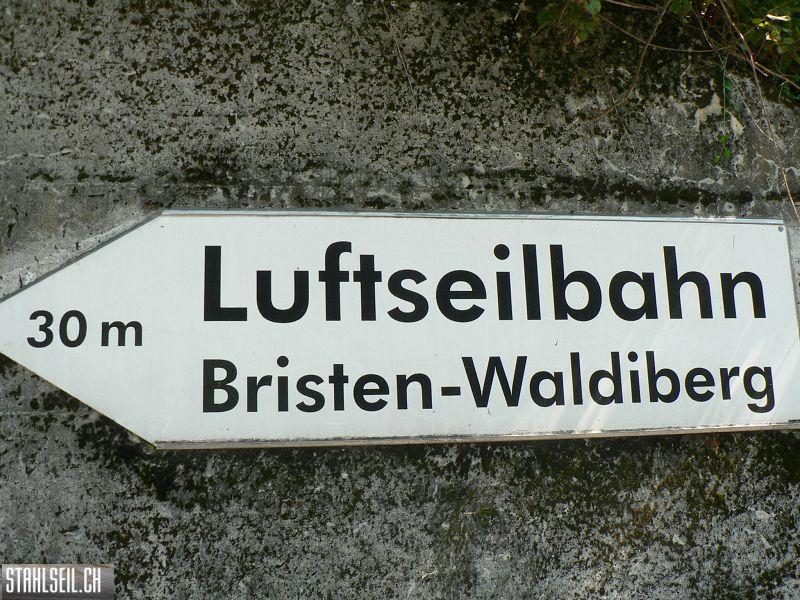 30 m
Luftseilbahn
Bristen-Waldiberg
STAHLSEIL.CH